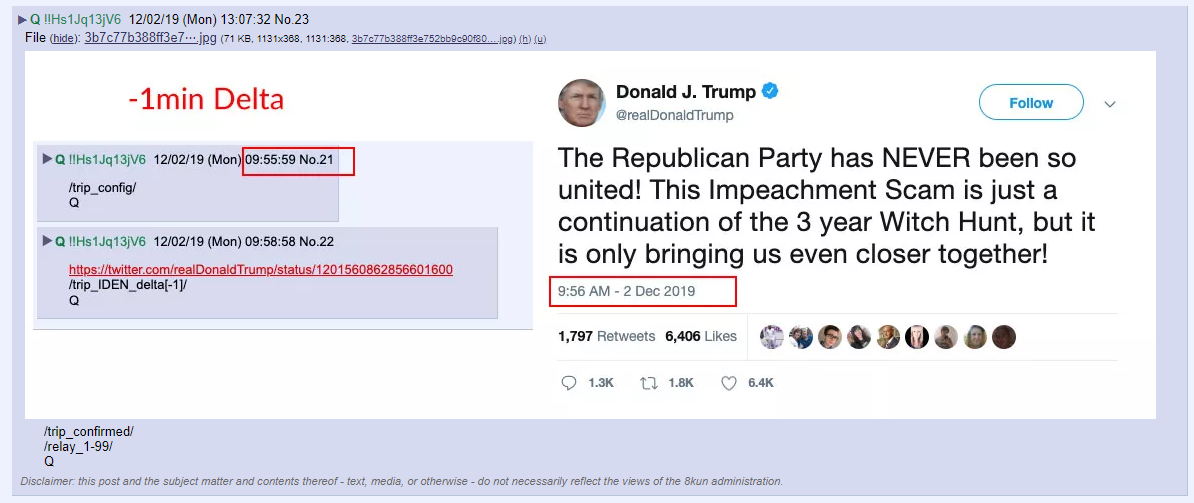 ▶ Q !!Hs1Jq13jV6 12/02/19 (Mon) 13:07:32 No.23
File (hide): 3b7c77b388ff3e7⋯.jpg (71 KB, 1131x368, 1131:368, 3b7c77b388ff3e752bb9c90f80….jpg) (h) (u)
-1min Delta
▶ Q !!Hs1Jq13jV6 12/02/19 (Mon) 09:55:59 No.21
/trip_config/
Q
▶ Q !!Hs1Jq13jV6 12/02/19 (Mon) 09:58:58 No.22
https://twitter.com/realDonaldTrump/status/1201560862856601600
/trip_IDEN_delta[-1]/
Q
Donald J. Trump
@realDonaldTrump
Follow
The Republican Party has NEVER been so
united! This Impeachment Scam is just a
continuation of the 3 year Witch Hunt, but it
is only bringing us even closer together!
9:56 AM - 2 Dec 2019
1,797 Retweets 6,406 Likes
1.3K 1.8K 6.4K
/trip_confirmed/
/relay_1-99/
Q
Disclaimer: this post and the subject matter and contents thereof - text, media, or otherwise - do not necessarily reflect the views of the 8kun administration.